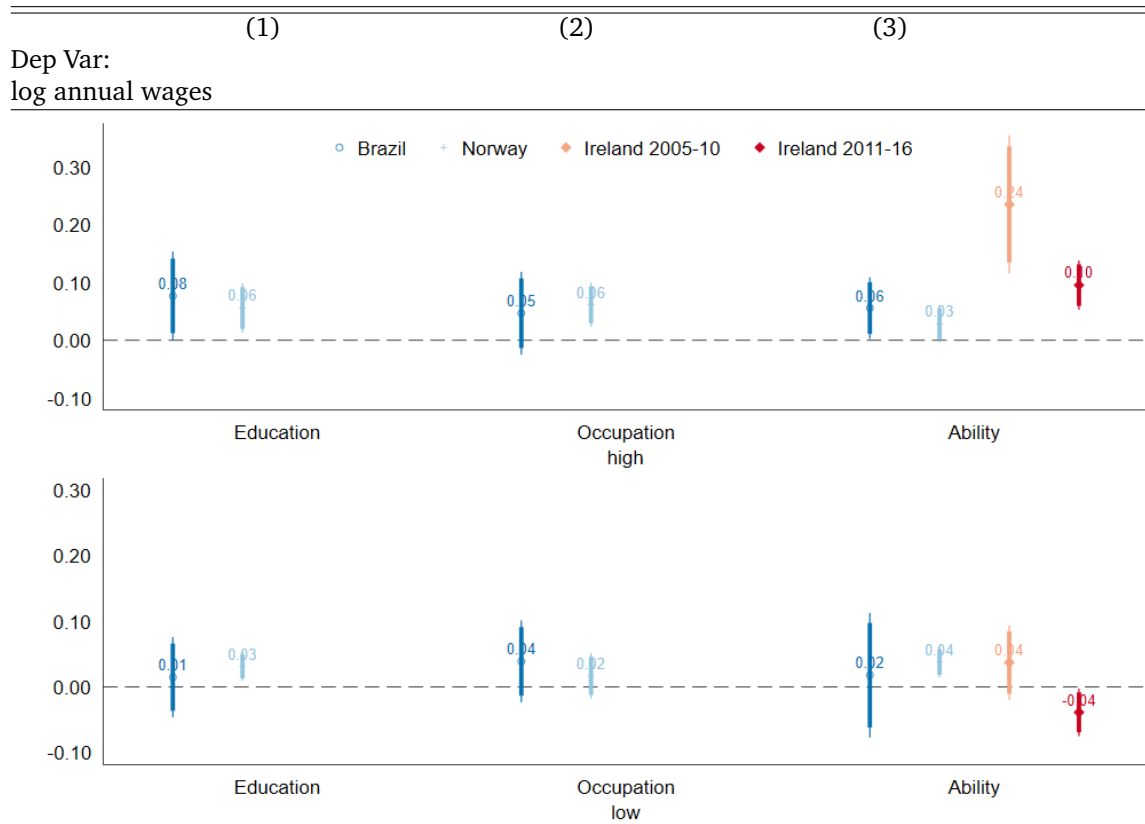 (1) (2) (3)
Dep Var:
log annual wages
Brazil Norway Ireland 2005-10 Ireland 2011-16
0.30
0.20
0.10
0.00
-0.10
0.08 0.06 0.05 0.06 0.06 0.03 0.24 0.10
Education Occupation Ability
high
0.30
0.20
0.10
0.00
-0.10
0.01 0.03 0.04 0.02 0.02 0.04 0.04 -0.04
Education Occupation Ability
low